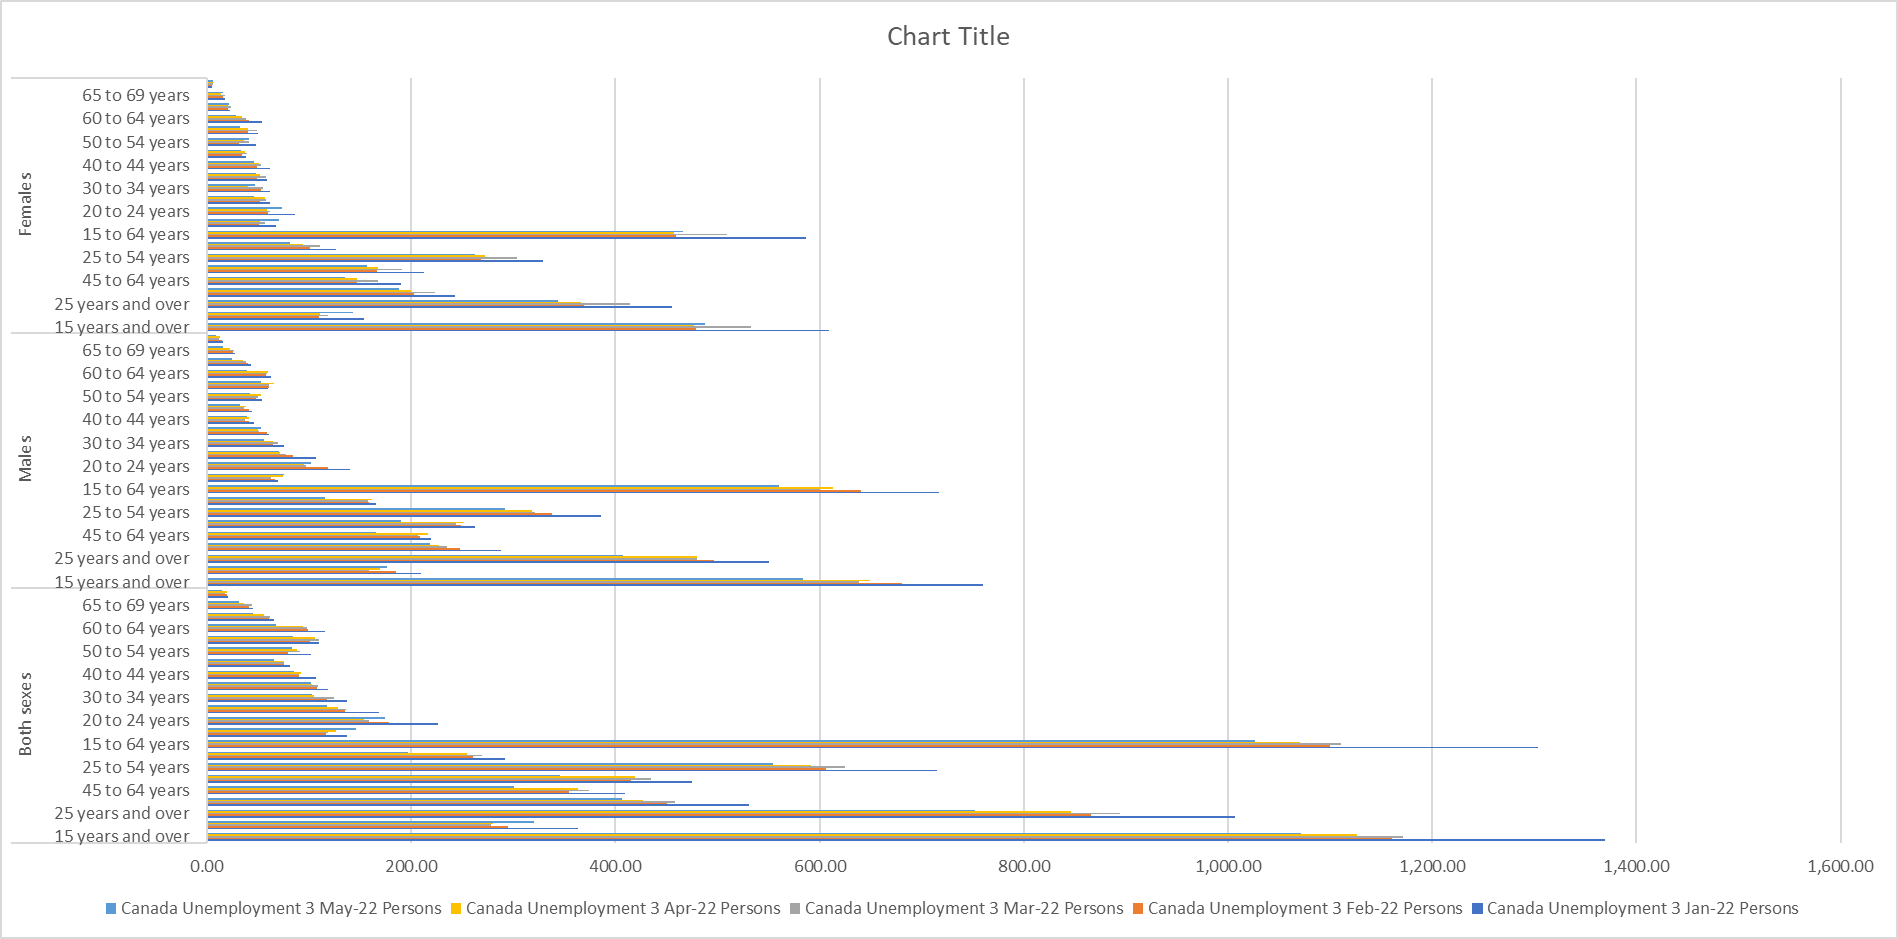 Chart Title
Females
65 to 69 years
60 to 64 years
50 to 54 years
40 to 44 years
30 to 34 years
20 to 24 years
15 to 64 years
25 to 54 years
45 to 64 years
25 years and over
15 years and over
Males
65 to 69 years
60 to 64 years
50 to 54 years
40 to 44 years
30 to 34 years
20 to 24 years
15 to 64 years
25 to 54 years
45 to 64 years
25 years and over
15 years and over
Both sexes
65 to 69 years
60 to 64 years
50 to 54 years
40 to 44 years
30 to 34 years
20 to 24 years
15 to 64 years
25 to 54 years
45 to 64 years
25 years and over
15 years and over
0.00 200.00 400.00 600.00 800.00 1,000.00 1,200.00 1,400.00 1,600.00
Canada Unemployment 3 May-22 Persons Canada Unemployment 3 Apr-22 Persons Canada Unemployment 3 Mar-22 Persons Canada Unemployment 3 Feb-22 Persons Canada Unemployment 3 Jan-22 Persons